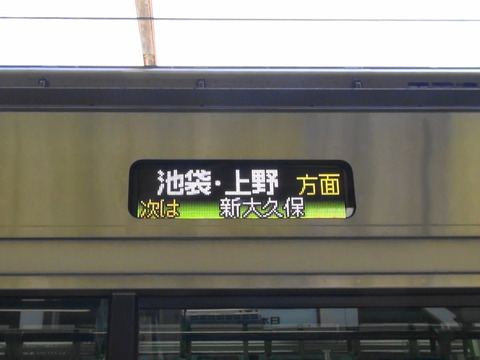 池袋・上野 方面
次は 新大久保